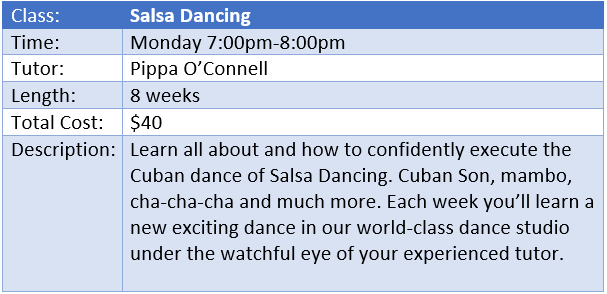 Class: Salsa Dancing
Time: Monday 7:00pm-8:00pm
Tutor: Pippa O’Connell
Length: 8 weeks
Total Cost: $40
Description: Learn all about and how to confidently execute the
Cuban dance of Salsa Dancing. Cuban Son, mambo,
cha-cha-cha and much more. Each week you’ll learn a
new exciting dance in our world-class dance studio
under the watchful eye of your experienced tutor.